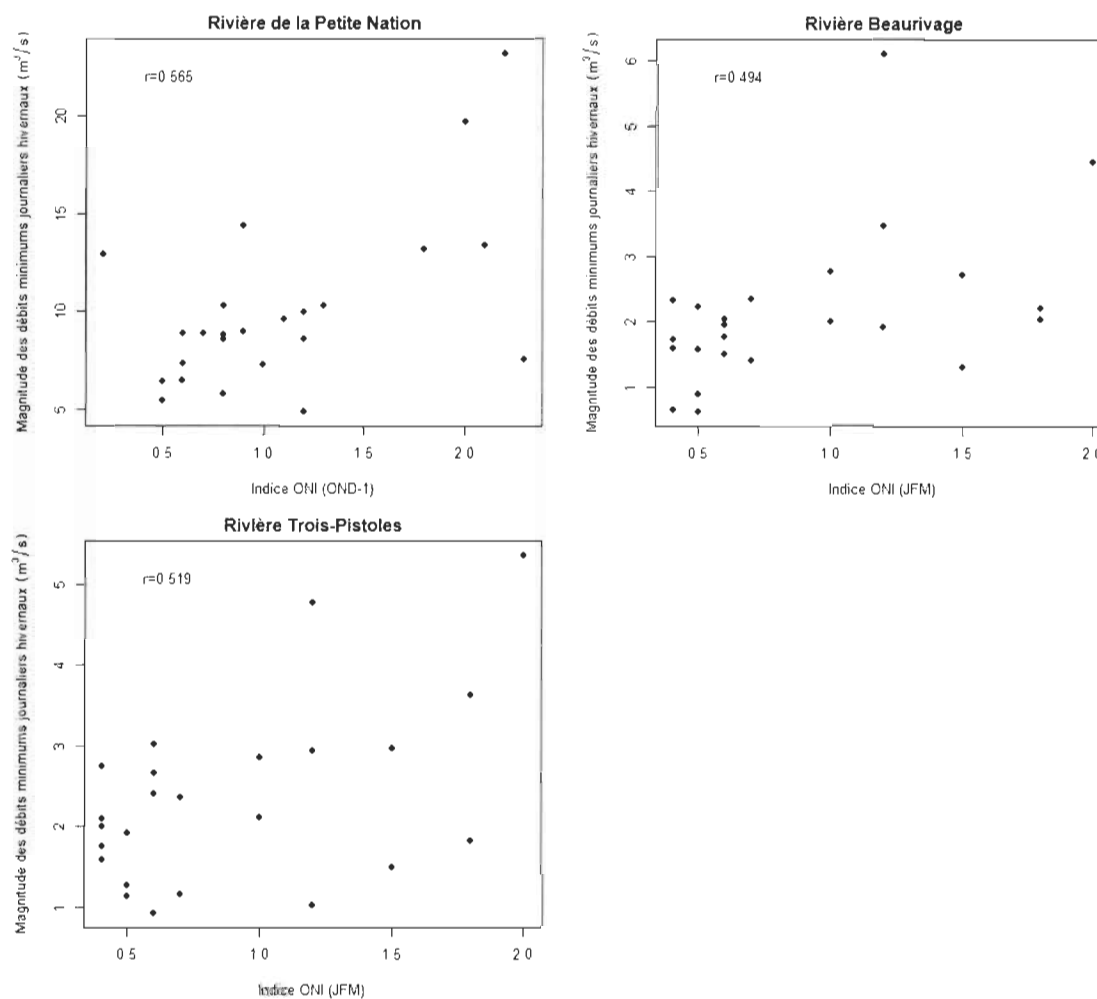 Rivière de la Petite Nation
Magnitude des débits minimums journaliers hivernaux (m³/s)
r=0 565
20
15
10
5
0 5
1 0
1 5
2 0
Indice ONI (OND-1)
Rivière Beaurivage
Magnitude des débits minimums journaliers hivernaux (m³/s)
r=0 494
6
5
4
3
2
1
0 5
1 0
1 5
2 0
Indice ONI (JFM)
Rivière Trois-Pistoles
Magnitude des débits minimums journaliers hivernaux (m³/s)
r=0 519
5
4
3
2
1
0 5
1 0
1 5
2 0
Indice ONI (JFM)